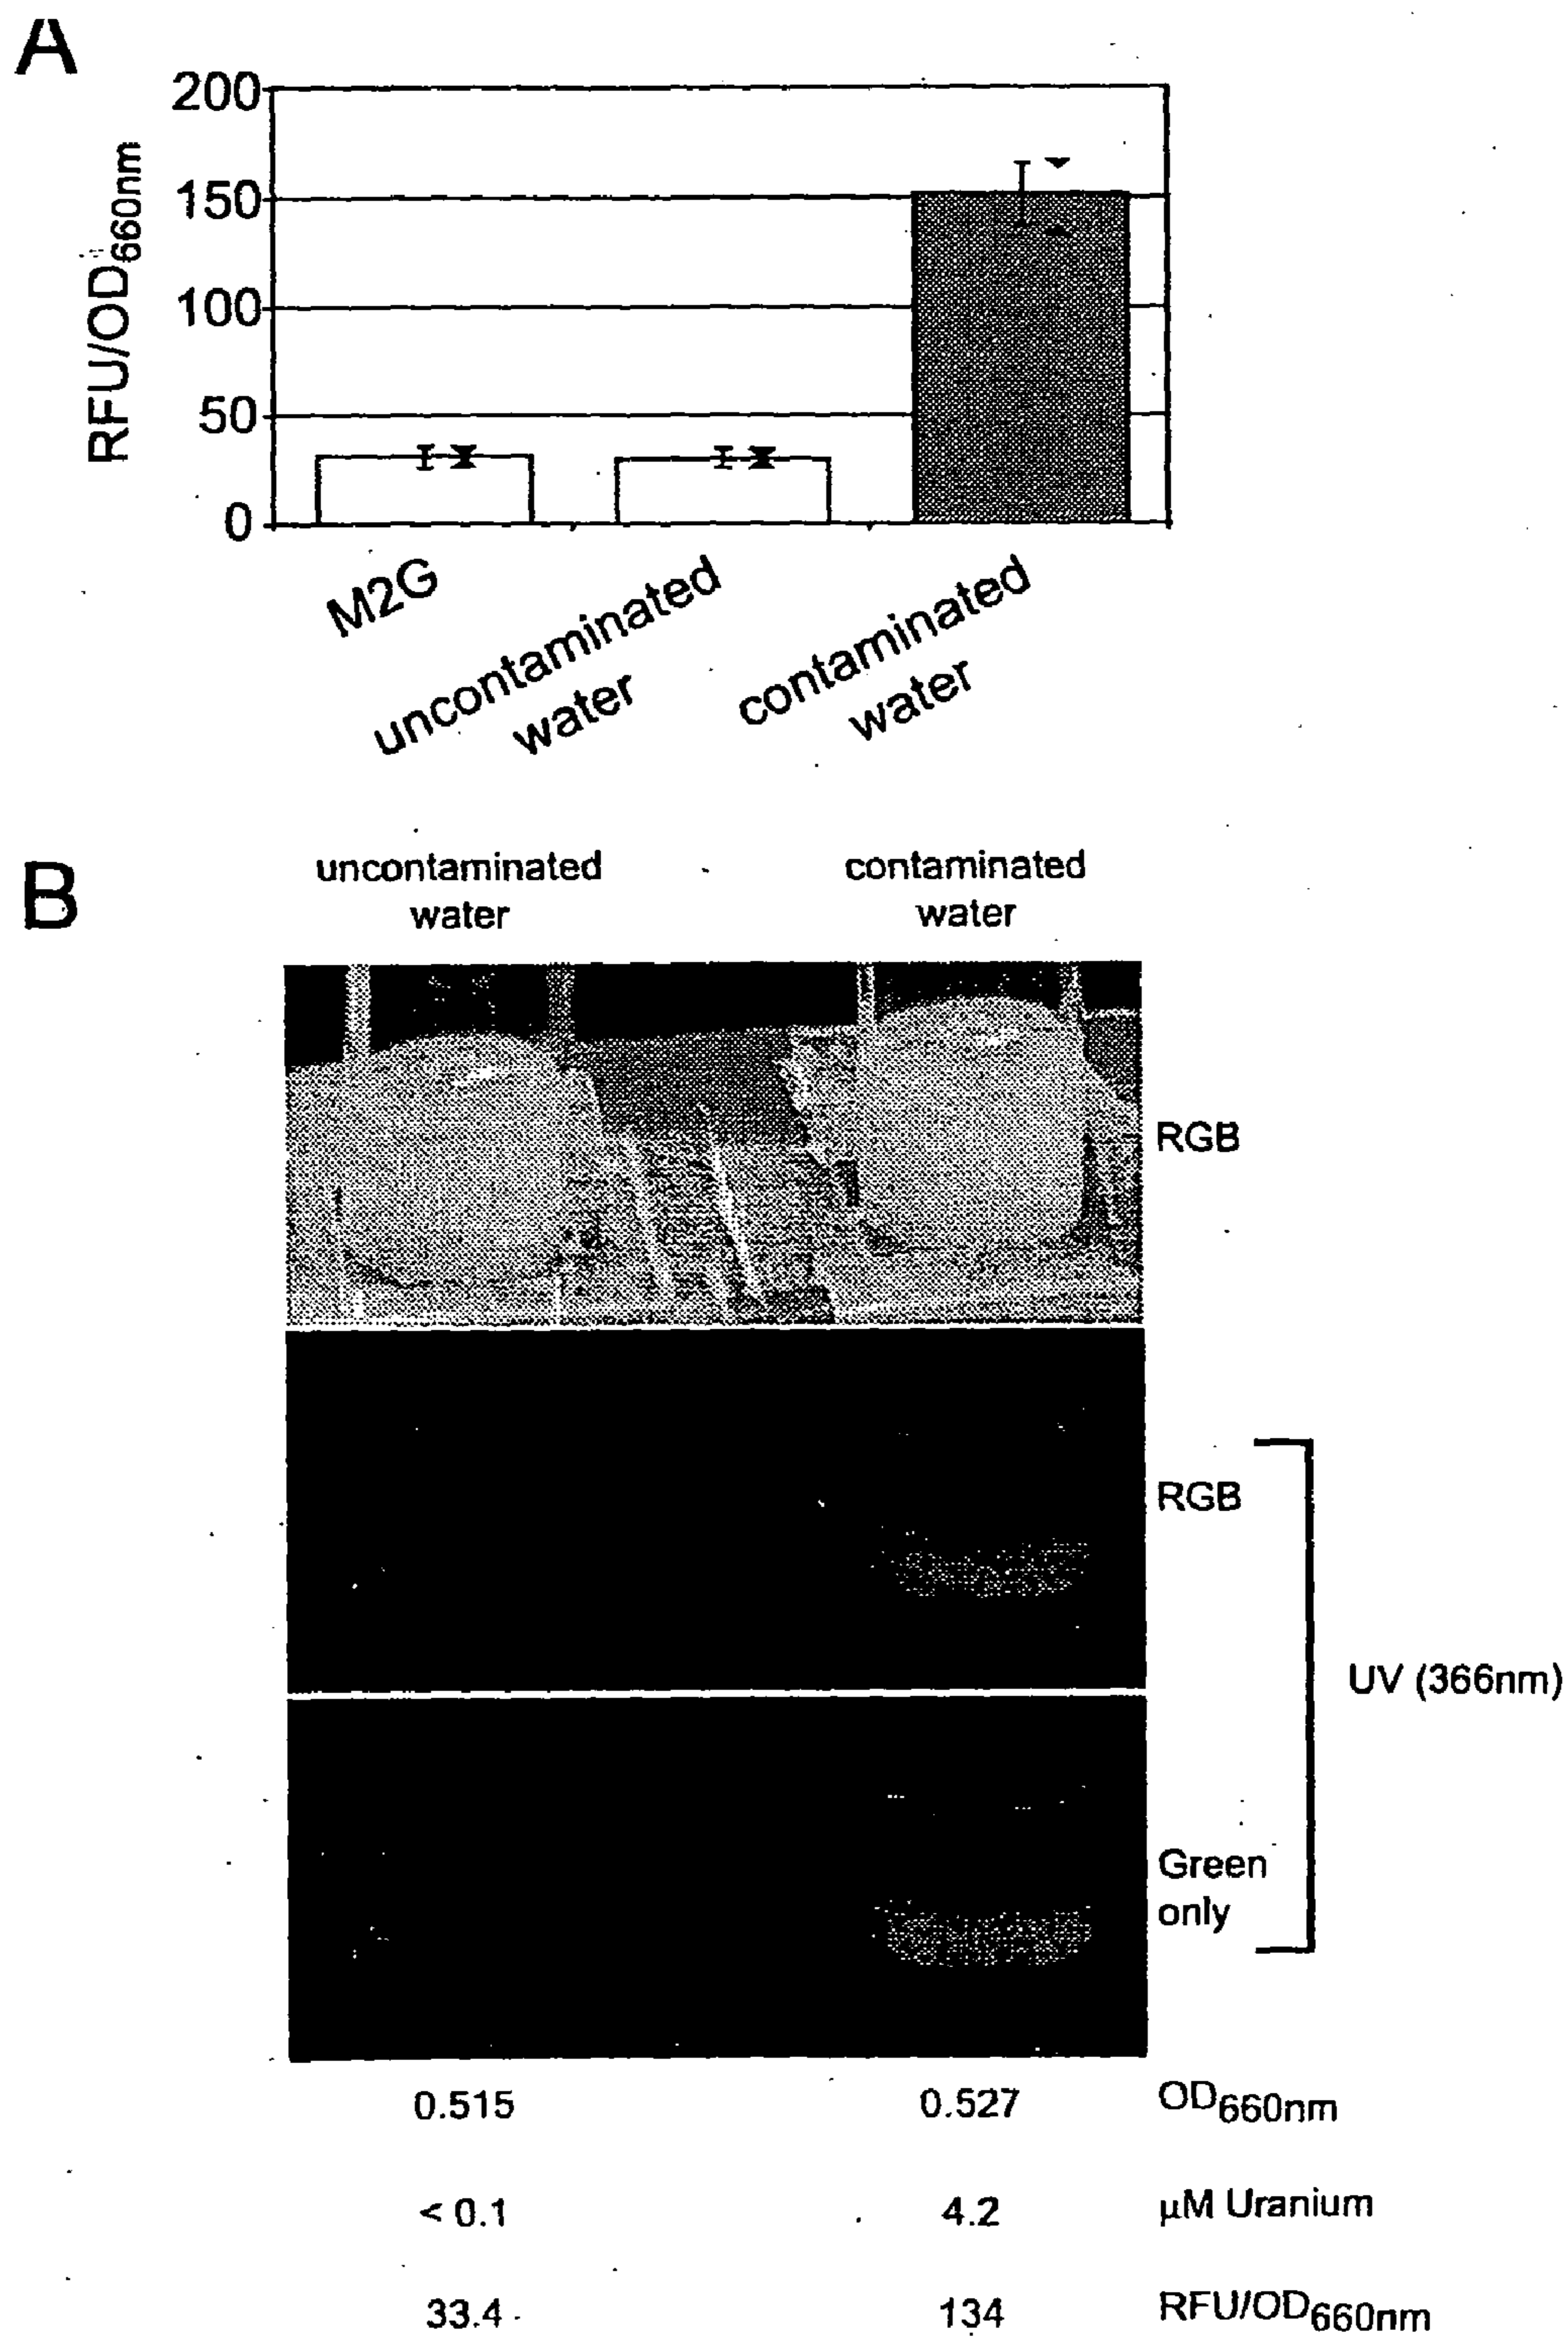 A
200
150
100
50
0
RFU/OD660nm
M2G
uncontaminated
water
contaminated
water
B
uncontaminated
water
contaminated
water
RGB
RGB
UV (366nm)
Green
only
0.515 0.527 OD660nm
< 0.1 4.2 µM Uranium
33.4 134 RFU/OD660nm